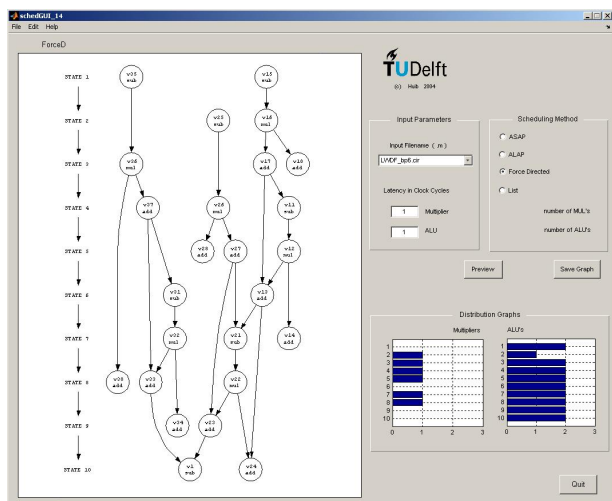 schedGUI_14
File Edit Help
ForceD
STATE 1
v35 sub
v15 sub
STATE 2
v25 sub
v16 mul
STATE 3
v36 mul
v17 add
v18 add
STATE 4
v37 add
v26 mul
v11 sub
STATE 5
v28 add
v27 add
v12 mul
STATE 6
v31 sub
v13 add
STATE 7
v32 mul
v21 sub
v14 add
STATE 8
v38 add
v33 add
v22 mul
STATE 9
v34 add
v23 add
STATE 10
v1 sub
v24 add
TUDelft
(c) Huib 2004
Input Parameters
Input Filename ( .m )
LWDF_bp6.cir
Latency in Clock Cycles
1 Multiplier
1 ALU
Scheduling Method
ASAP
ALAP
Force Directed
List
number of MUL's
number of ALU's
Preview
Save Graph
Distribution Graphs
Multipliers
ALU's
1
2
3
4
5
6
7
8
9
10
0 1 2 3
1
2
3
4
5
6
7
8
9
10
0 1 2 3
Quit